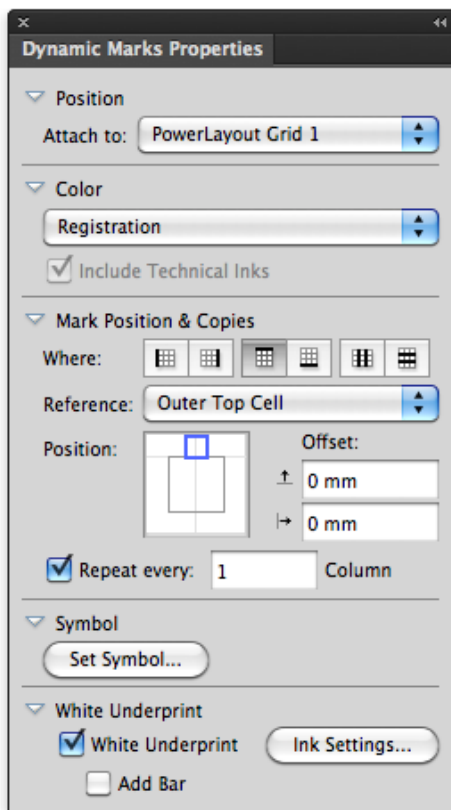 Dynamic Marks Properties
Position
Attach to: PowerLayout Grid 1
Color
Registration
Include Technical Inks
Mark Position & Copies
Where:
Reference: Outer Top Cell
Position: Offset:
0 mm
0 mm
Repeat every: 1 Column
Symbol
Set Symbol...
White Underprint
White Underprint Ink Settings...
Add Bar